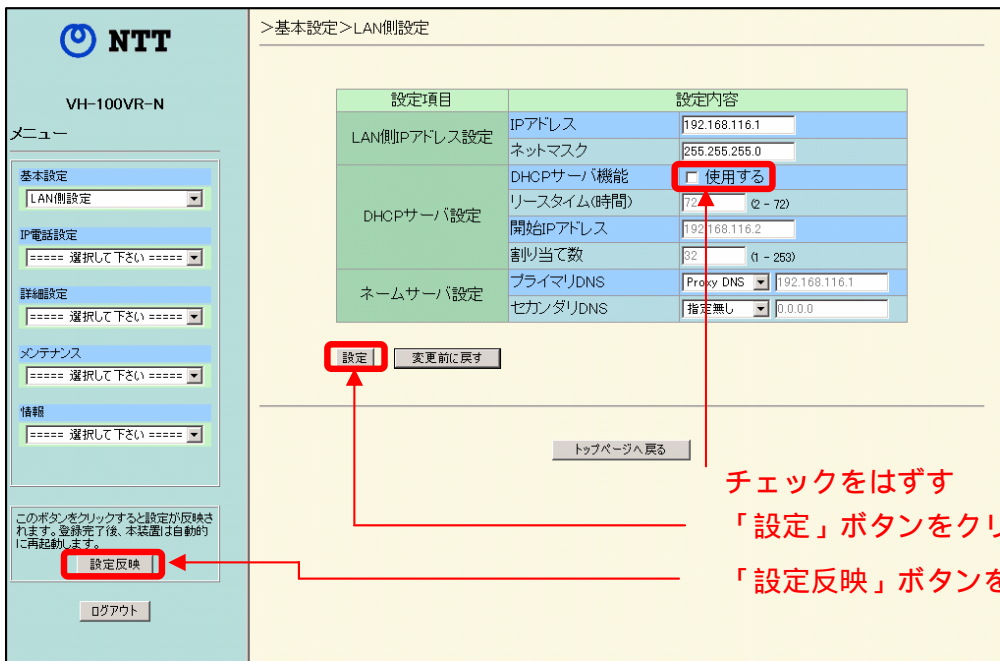 NTT
VH-100VR-N
メニュー
基本設定
LAN側設定
IP電話設定
===== 選択して下さい =====
詳細設定
===== 選択して下さい =====
メンテナンス
===== 選択して下さい =====
情報
===== 選択して下さい =====
このボタンをクリックすると設定が反映さ
れます。登録完了後、本装置は自動的
に再起動します。
設定反映
ログアウト
>基本設定>LAN側設定
設定項目 設定内容
LAN側IPアドレス設定 IPアドレス 192.168.116.1
ネットマスク 255.255.255.0
DHCPサーバ設定 DHCPサーバ機能 使用する
リースタイム(時間) 72 (2 - 72)
開始IPアドレス 192.168.116.2
割り当て数 32 (1 - 253)
ネームサーバ設定 プライマリDNS Proxy DNS 192.168.116.1
セカンダリDNS 指定無し 0.0.0.0
設定 変更前に戻す
トップページへ戻る
チェックをはずす
「設定」ボタンをクリ
「設定反映」ボタンを